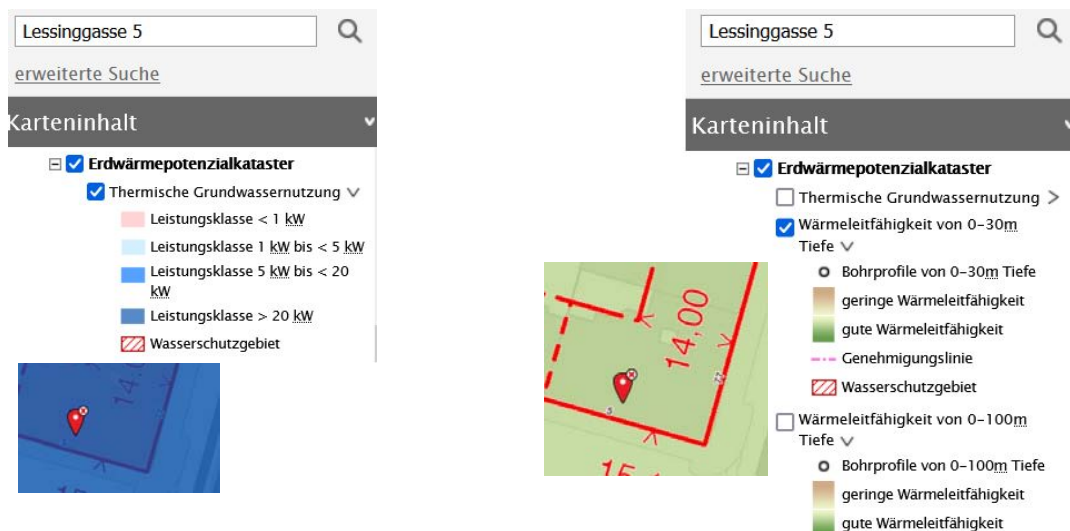 Lessinggasse 5
erweiterte Suche
Karteninhalt
Erdwärmepotenzialkataster
Thermische Grundwassernutzung
Leistungsklasse < 1 kW
Leistungsklasse 1 kW bis < 5 kW
Leistungsklasse 5 kW bis < 20
kW
Leistungsklasse > 20 kW
Wasserschutzgebiet
Lessinggasse 5
erweiterte Suche
Karteninhalt
Erdwärmepotenzialkataster
Thermische Grundwassernutzung
Wärmeleitfähigkeit von 0–30m
Tiefe
Bohrprofile von 0–30m Tiefe
geringe Wärmeleitfähigkeit
gute Wärmeleitfähigkeit
Genehmigungslinie
Wasserschutzgebiet
Wärmeleitfähigkeit von 0–100m
Tiefe
Bohrprofile von 0–100m Tiefe
geringe Wärmeleitfähigkeit
gute Wärmeleitfähigkeit
14,00
5